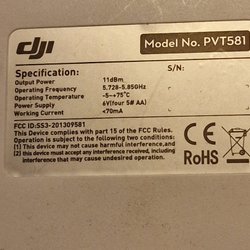 dji
Model No. PVT581
Specification:
S/N:
Output Power 11dBm
Operating Frequency 5.728-5.85GHz
Operating Temperature -5~+75℃
Power Supply 6V(four 5# AA)
Working Current <70mA
FCC ID:SS3-201309581
This Device complies with part 15 of the FCC Rules.
Operation is subject to the following two conditions:
(1) this device may not cause harmful interference,and
(2) this device must accept any interference received, including
interference that may cause undesired operation.
CE
RoHS